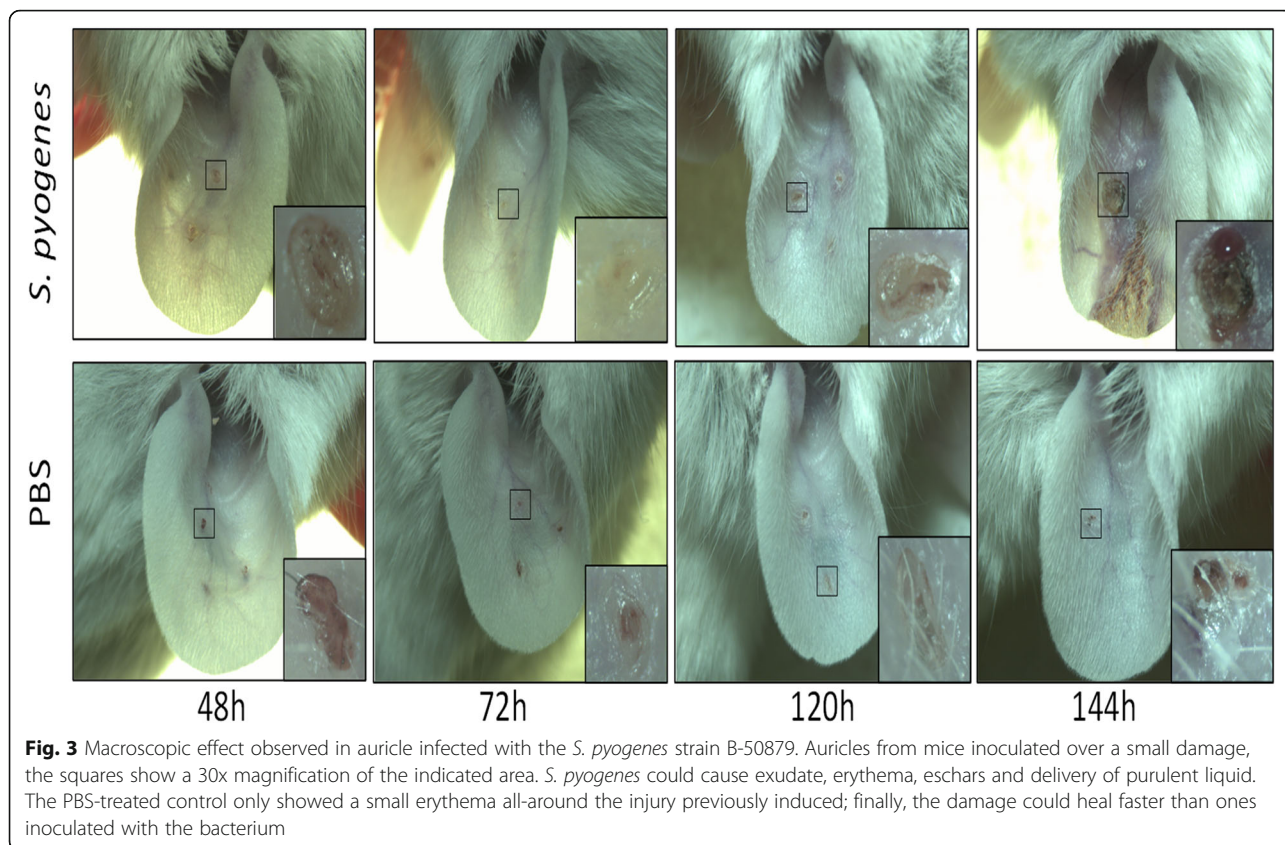 S. pyogenes
PBS
48h 72h 120h 144h
Fig. 3 Macroscopic effect observed in auricle infected with the S. pyogenes strain B-50879. Auricles from mice inoculated over a small damage,
the squares show a 30x magnification of the indicated area. S. pyogenes could cause exudate, erythema, eschars and delivery of purulent liquid.
The PBS-treated control only showed a small erythema all-around the injury previously induced; finally, the damage could heal faster than ones
inoculated with the bacterium